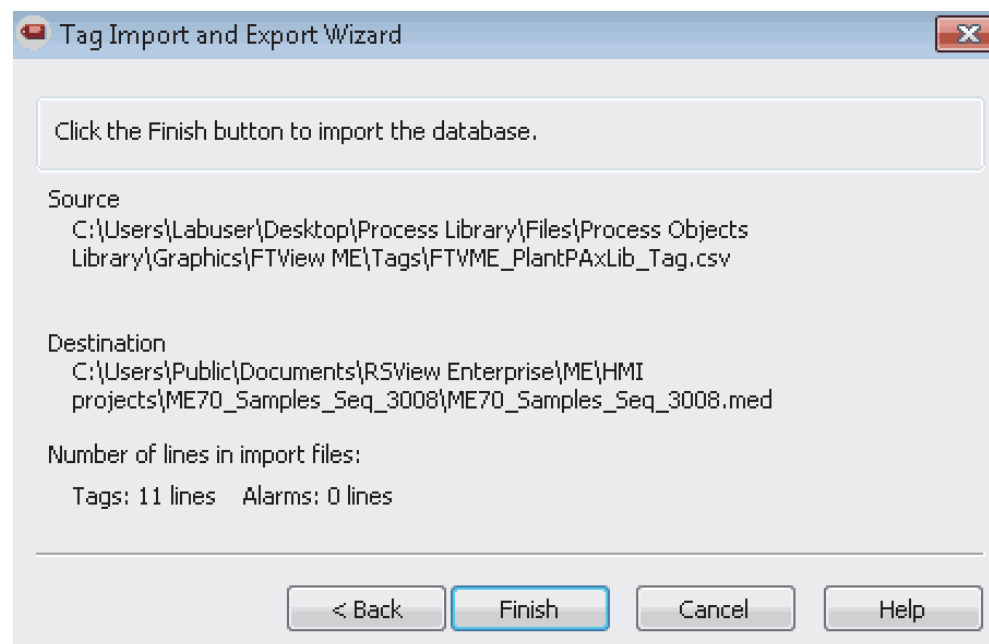 Tag Import and Export Wizard
Click the Finish button to import the database.
Source
C:\Users\Labuser\Desktop\Process Library\Files\Process Objects
Library\Graphics\FTView ME\Tags\FTVME_PlantPAxLib_Tag.csv
Destination
C:\Users\Public\Documents\RSView Enterprise\ME\HMI
projects\ME70_Samples_Seq_3008\ME70_Samples_Seq_3008.med
Number of lines in import files:
Tags: 11 lines Alarms: 0 lines
< Back Finish Cancel Help